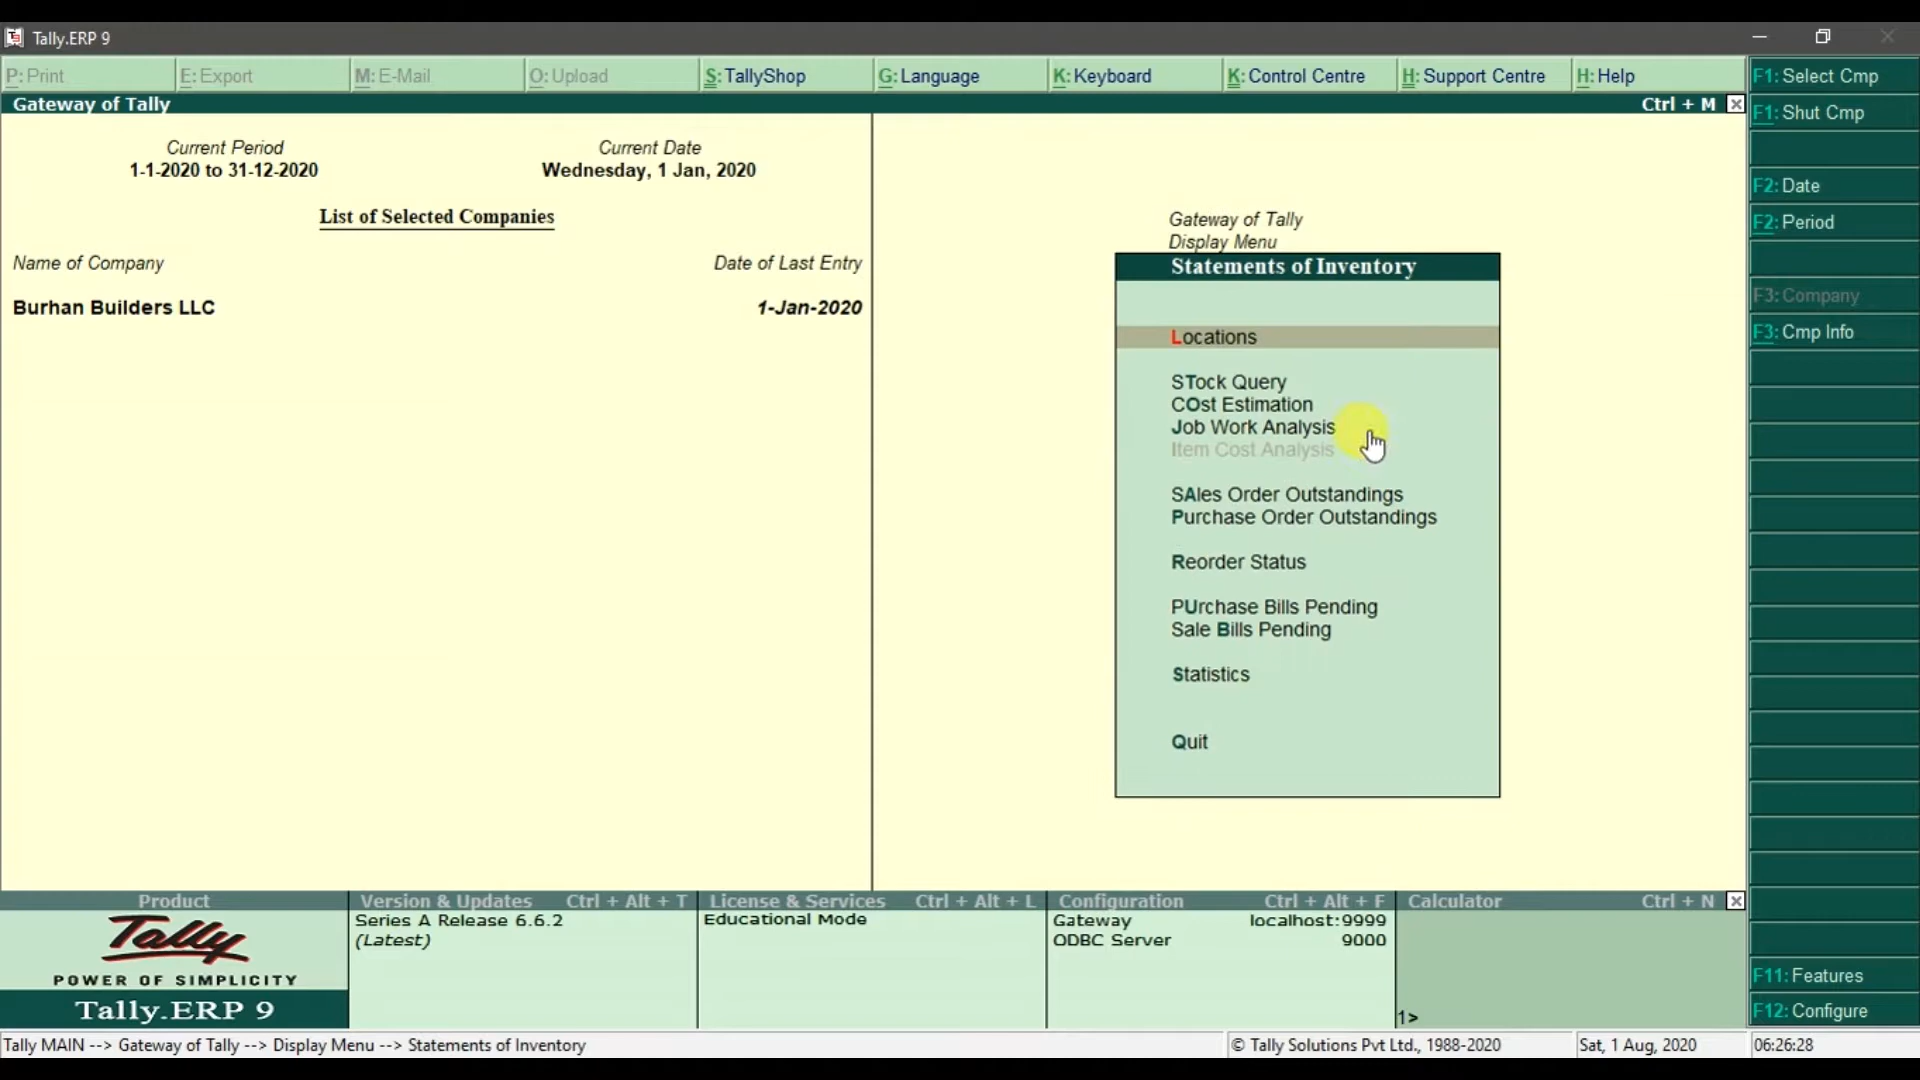 Tally.ERP 9
P: Print E: Export M: E-Mail O: Upload S: TallyShop G: Language K: Keyboard K: Control Centre H: Support Centre H: Help
Gateway of Tally Ctrl + M
Current Period Current Date
1-1-2020 to 31-12-2020 Wednesday, 1 Jan, 2020
List of Selected Companies
Name of Company Date of Last Entry
Burhan Builders LLC 1-Jan-2020
Gateway of Tally
Display Menu
Statements of Inventory
Locations
STock Query
COst Estimation
Job Work Analysis
Item Cost Analysis
SAles Order Outstandings
Purchase Order Outstandings
Reorder Status
PUrchase Bills Pending
Sale Bills Pending
Statistics
Quit
F1: Select Cmp
F1: Shut Cmp
F2: Date
F2: Period
F3: Company
F3: Cmp Info
F11: Features
F12: Configure
Product
Tally
POWER OF SIMPLICITY
Tally.ERP 9
Version & Updates Ctrl + Alt + T
Series A Release 6.6.2
(Latest)
License & Services Ctrl + Alt + L
Educational Mode
Configuration Ctrl + Alt + F
Gateway localhost:9999
ODBC Server 9000
Calculator Ctrl + N
1>
Tally MAIN --> Gateway of Tally --> Display Menu --> Statements of Inventory
© Tally Solutions Pvt Ltd., 1988-2020 Sat, 1 Aug, 2020 06:26:28